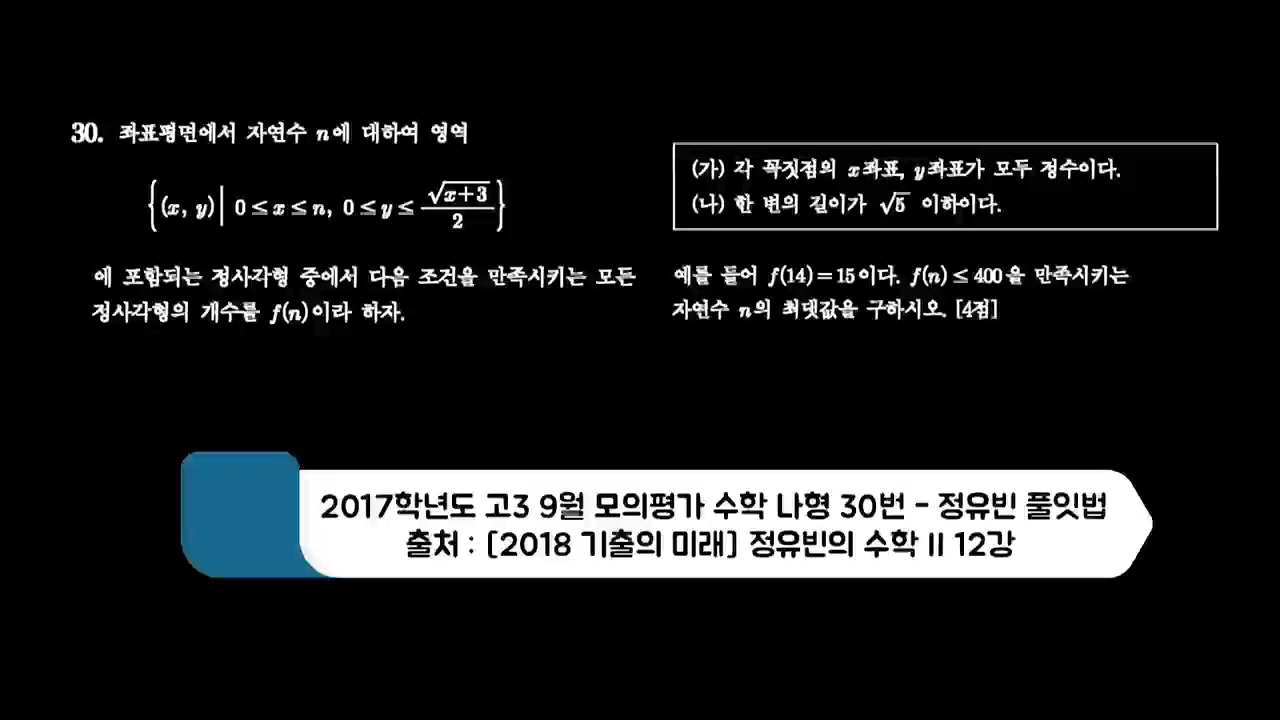 30. 좌표평면에서 자연수 n에 대하여 영역
{(x, y)| 0≤x≤n, 0≤y≤ √(x+3)/2}
에 포함되는 정사각형 중에서 다음 조건을 만족시키는 모든
정사각형의 개수를 f(n)이라 하자.
(가) 각 꼭짓점의 x좌표, y좌표가 모두 정수이다.
(나) 한 변의 길이가 √5 이하이다.
예를 들어 f(14)=15이다. f(n)≤400을 만족시키는
자연수 n의 최댓값을 구하시오. [4점]
2017학년도 고3 9월 모의평가 수학 나형 30번 - 정유빈 풀잇법
출처 : [2018 기출의 미래] 정유빈의 수학 II 12강